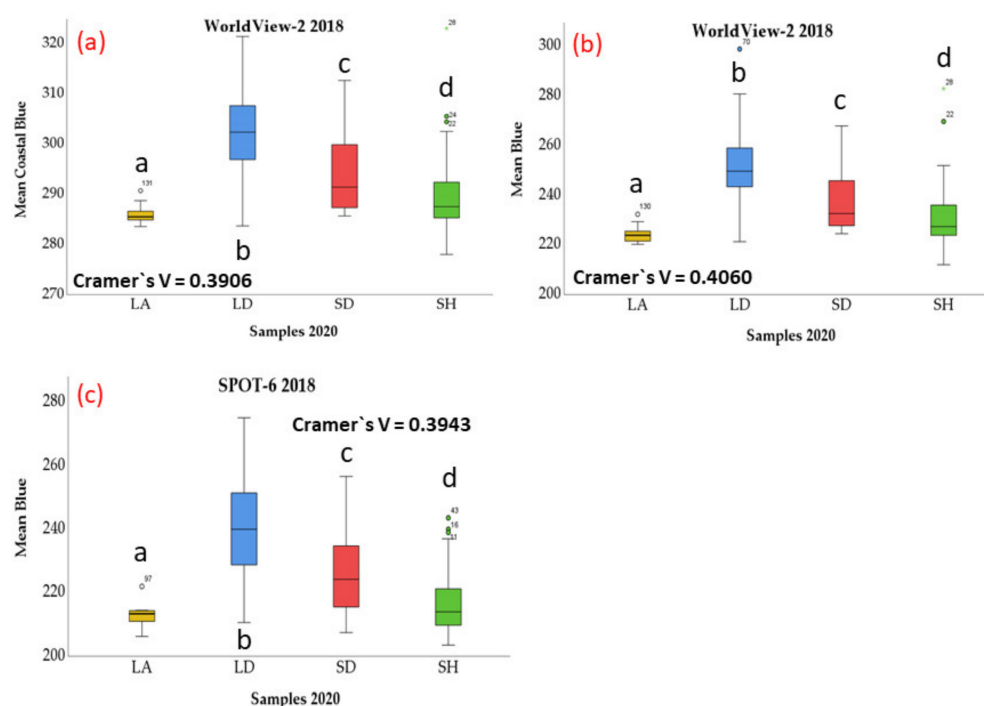 (a)
WorldView-2 2018
Mean Coastal Blue
320
310
300
290
280
270
a
131
b
c
d
28
24
22
Cramer`s V = 0.3906
LA LD SD SH
Samples 2020
(b)
WorldView-2 2018
Mean Blue
300
280
260
240
220
200
a
130
70
b
c
d
28
22
Cramer`s V = 0.4060
LA LD SD SH
Samples 2020
(c)
SPOT-6 2018
Cramer`s V = 0.3943
Mean Blue
280
260
240
220
200
a
97
b
c
d
43
16
LA LD SD SH
Samples 2020